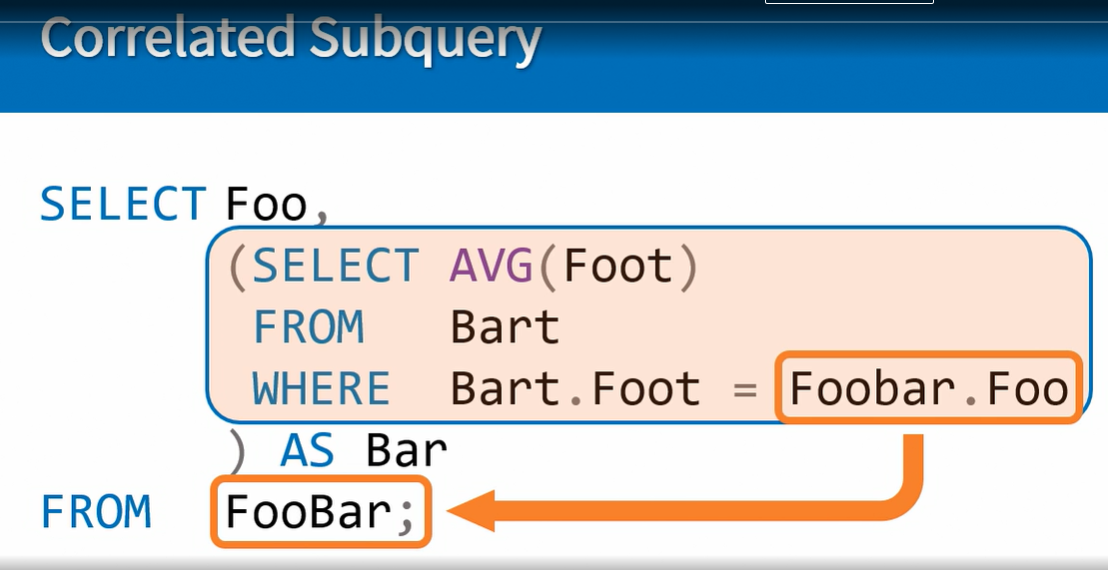 Correlated Subquery
SELECT Foo,
(SELECT AVG(Foot)
FROM Bart
WHERE Bart.Foot = Foobar.Foo
) AS Bar
FROM FooBar;